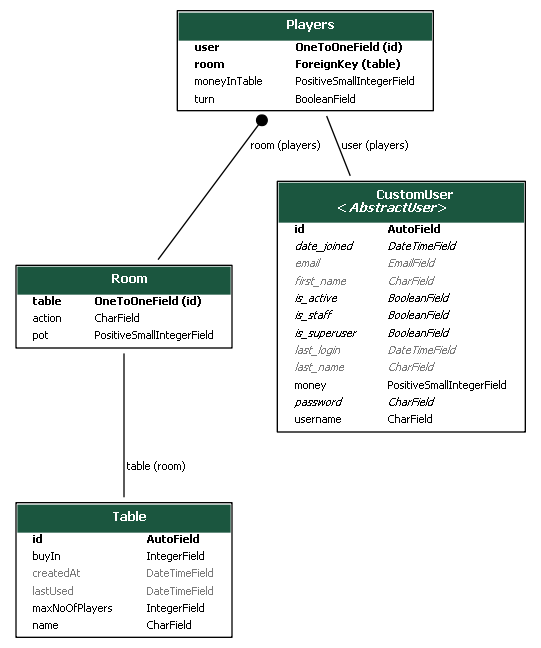 Players
user OneToOneField (id)
room ForeignKey (table)
moneyInTable PositiveSmallIntegerField
turn BooleanField
room (players) user (players)
CustomUser
<AbstractUser>
id AutoField
date_joined DateTimeField
email EmailField
first_name CharField
is_active BooleanField
is_staff BooleanField
is_superuser BooleanField
last_login DateTimeField
last_name CharField
money PositiveSmallIntegerField
password CharField
username CharField
Room
table OneToOneField (id)
action CharField
pot PositiveSmallIntegerField
table (room)
Table
id AutoField
buyIn IntegerField
createdAt DateTimeField
lastUsed DateTimeField
maxNoOfPlayers IntegerField
name CharField